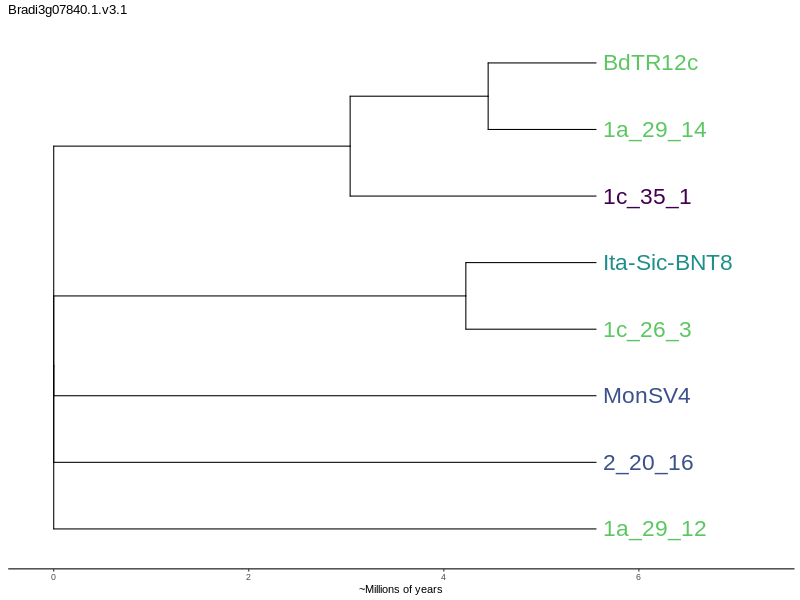 Bradi3g07840.1.v3.1
BdTR12c
1a_29_14
1c_35_1
Ita-Sic-BNT8
1c_26_3
MonSV4
2_20_16
1a_29_12
0 2 4 6
~Millions of years